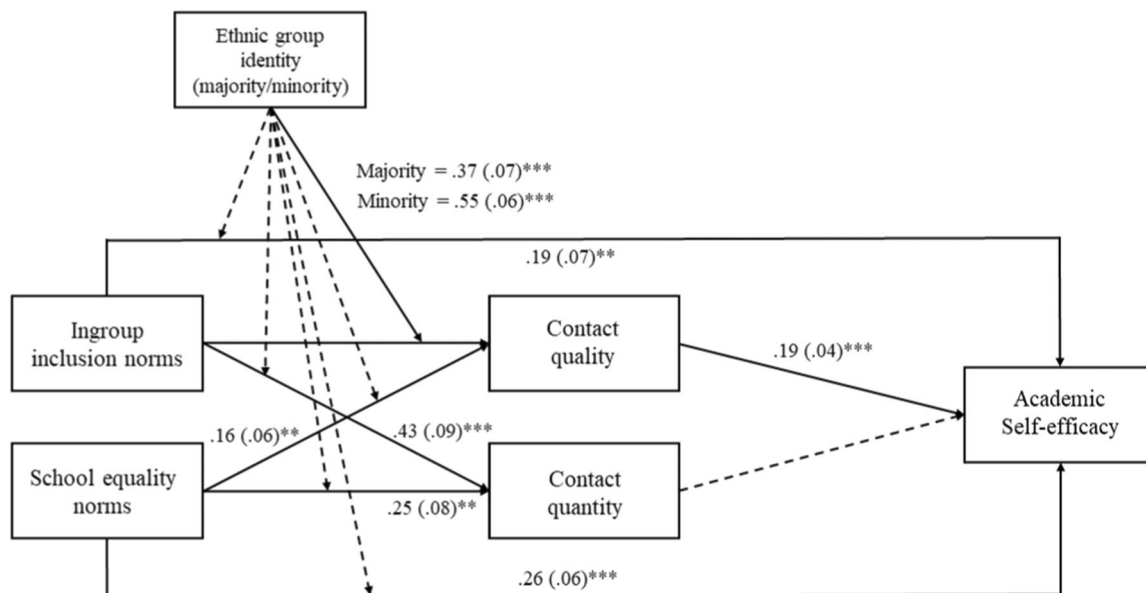 Ethnic group
identity
(majority/minority)
Majority = .37 (.07)***
Minority = .55 (.06)***
.19 (.07)**
Ingroup
inclusion norms
Contact
quality
.19 (.04)***
Academic
Self-efficacy
.16 (.06)**
.43 (.09)***
School equality
norms
Contact
quantity
.25 (.08)**
.26 (.06)***